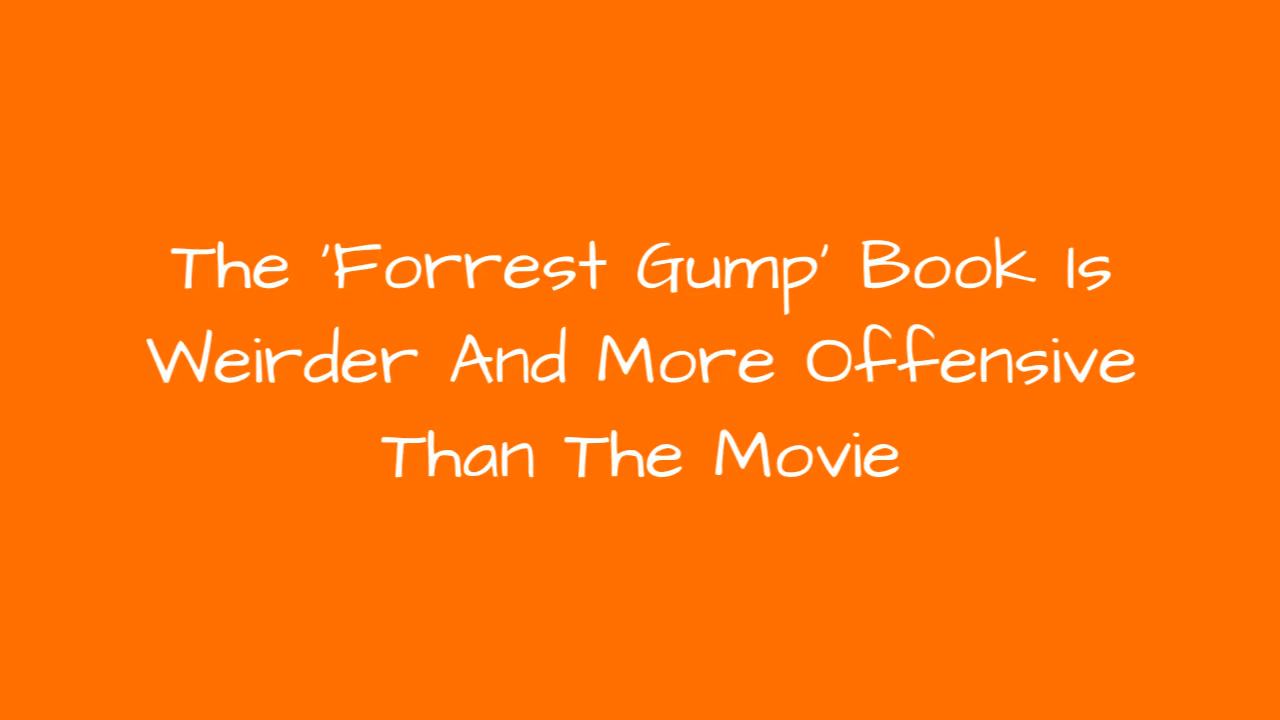 The 'Forrest Gump' Book Is
Weirder And More Offensive
Than The Movie